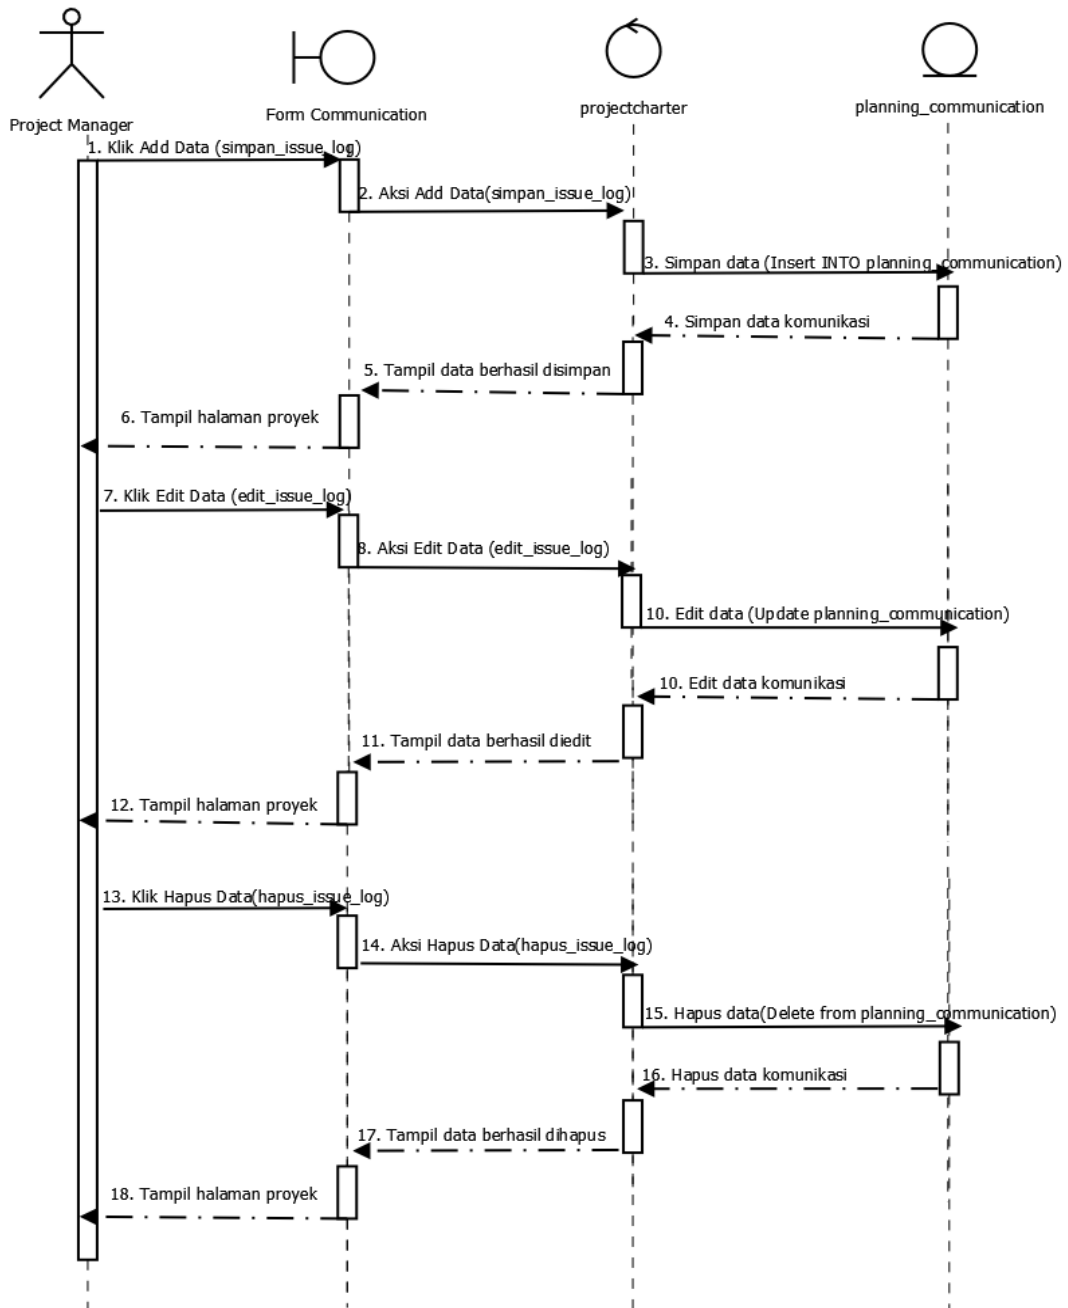 Project Manager
Form Communication
projectcharter
planning_communication
1. Klik Add Data (simpan_issue_log)
2. Aksi Add Data(simpan_issue_log)
3. Simpan data (Insert INTO planning_communication)
4. Simpan data komunikasi
5. Tampil data berhasil disimpan
6. Tampil halaman proyek
7. Klik Edit Data (edit_issue_log)
8. Aksi Edit Data (edit_issue_log)
10. Edit data (Update planning_communication)
10. Edit data komunikasi
11. Tampil data berhasil diedit
12. Tampil halaman proyek
13. Klik Hapus Data(hapus_issue_log)
14. Aksi Hapus Data(hapus_issue_log)
15. Hapus data(Delete from planning_communication)
16. Hapus data komunikasi
17. Tampil data berhasil dihapus
18. Tampil halaman proyek